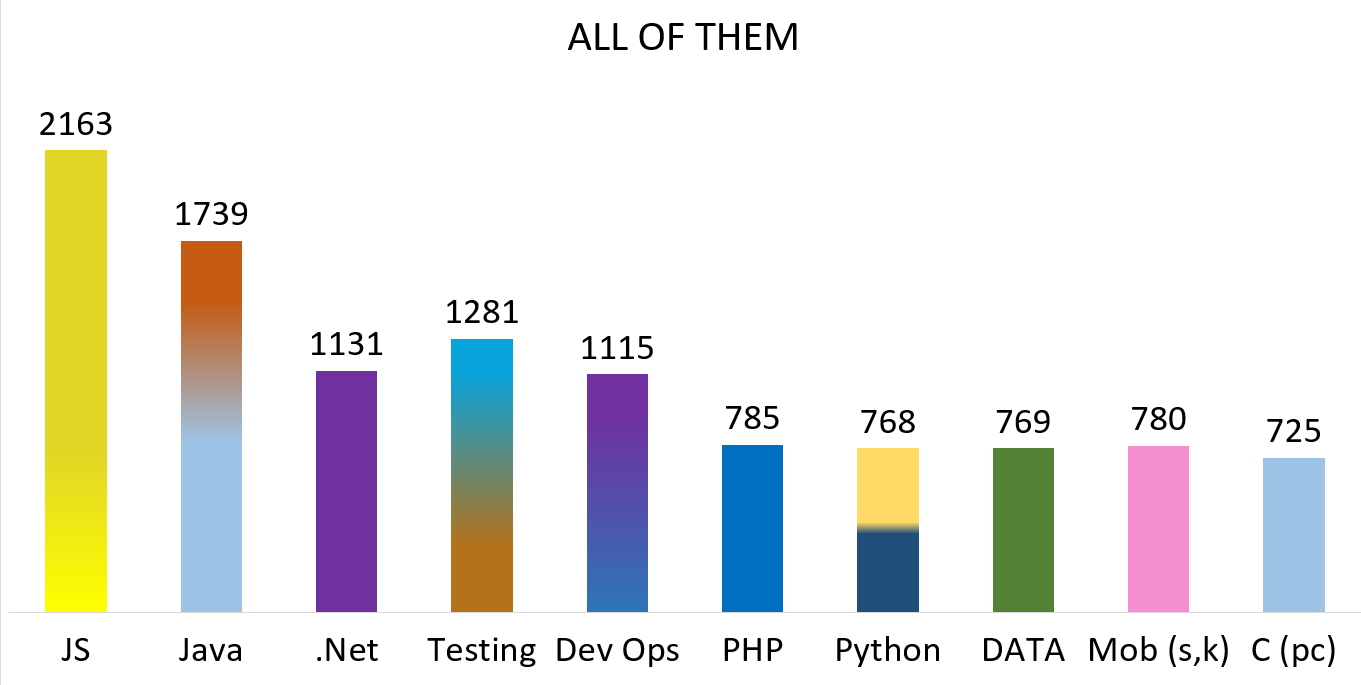 ALL OF THEM
2163
1739
1131
1281
1115
785
768
769
780
725
JS
Java
.Net
Testing
Dev Ops
PHP
Python
DATA
Mob (s,k)
C (pc)